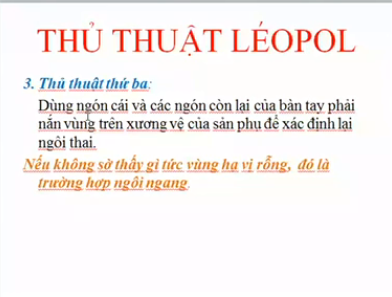 THỦ THUẬT LÉOPOL
3. Thủ thuật thứ ba:
Dùng ngón cái và các ngón còn lại của bàn tay phải
nắn vùng trên xương vệ của sản phụ để xác định lại
ngôi thai.
Nếu không sờ thấy gì tức vùng hạ vị rỗng, đó là
trường hợp ngôi ngang.